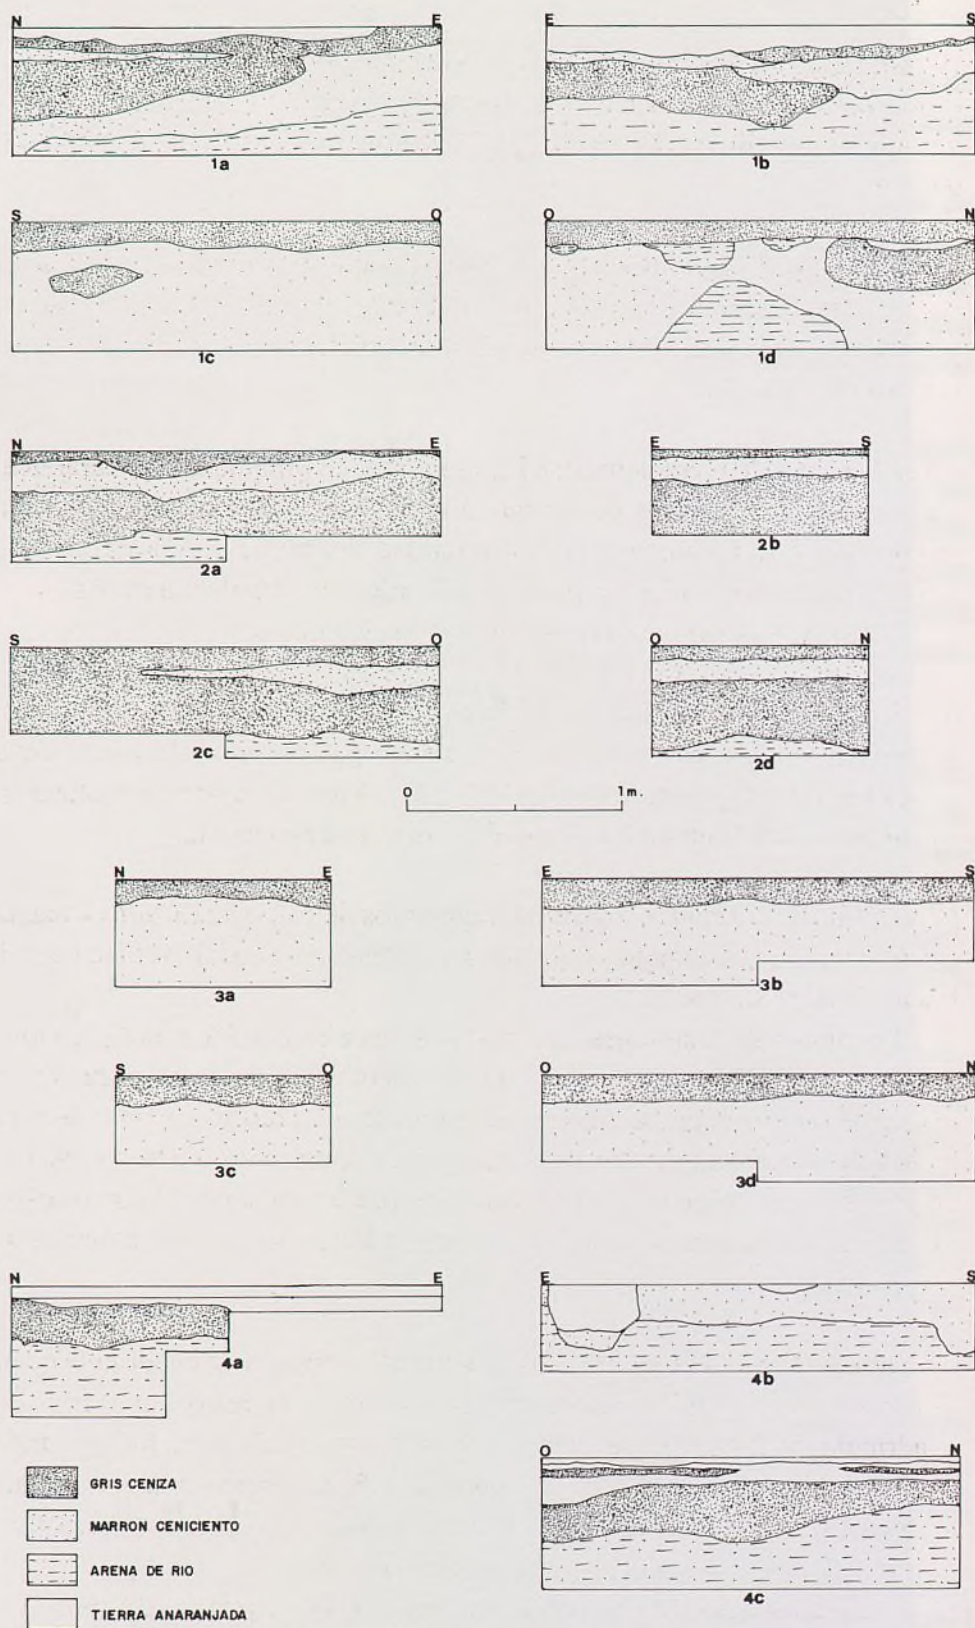 N E
E S
1a
1b
S O
O N
1c
1d
N E
E S
2a
2b
S O
O N
2c
2d
0 1m.
N E
E S
3a
3b
S O
O N
3c
3d
N E
E S
4a
4b
O N
GRIS CENIZA
MARRON CENICIENTO
ARENA DE RIO
TIERRA ANARANJADA
4c